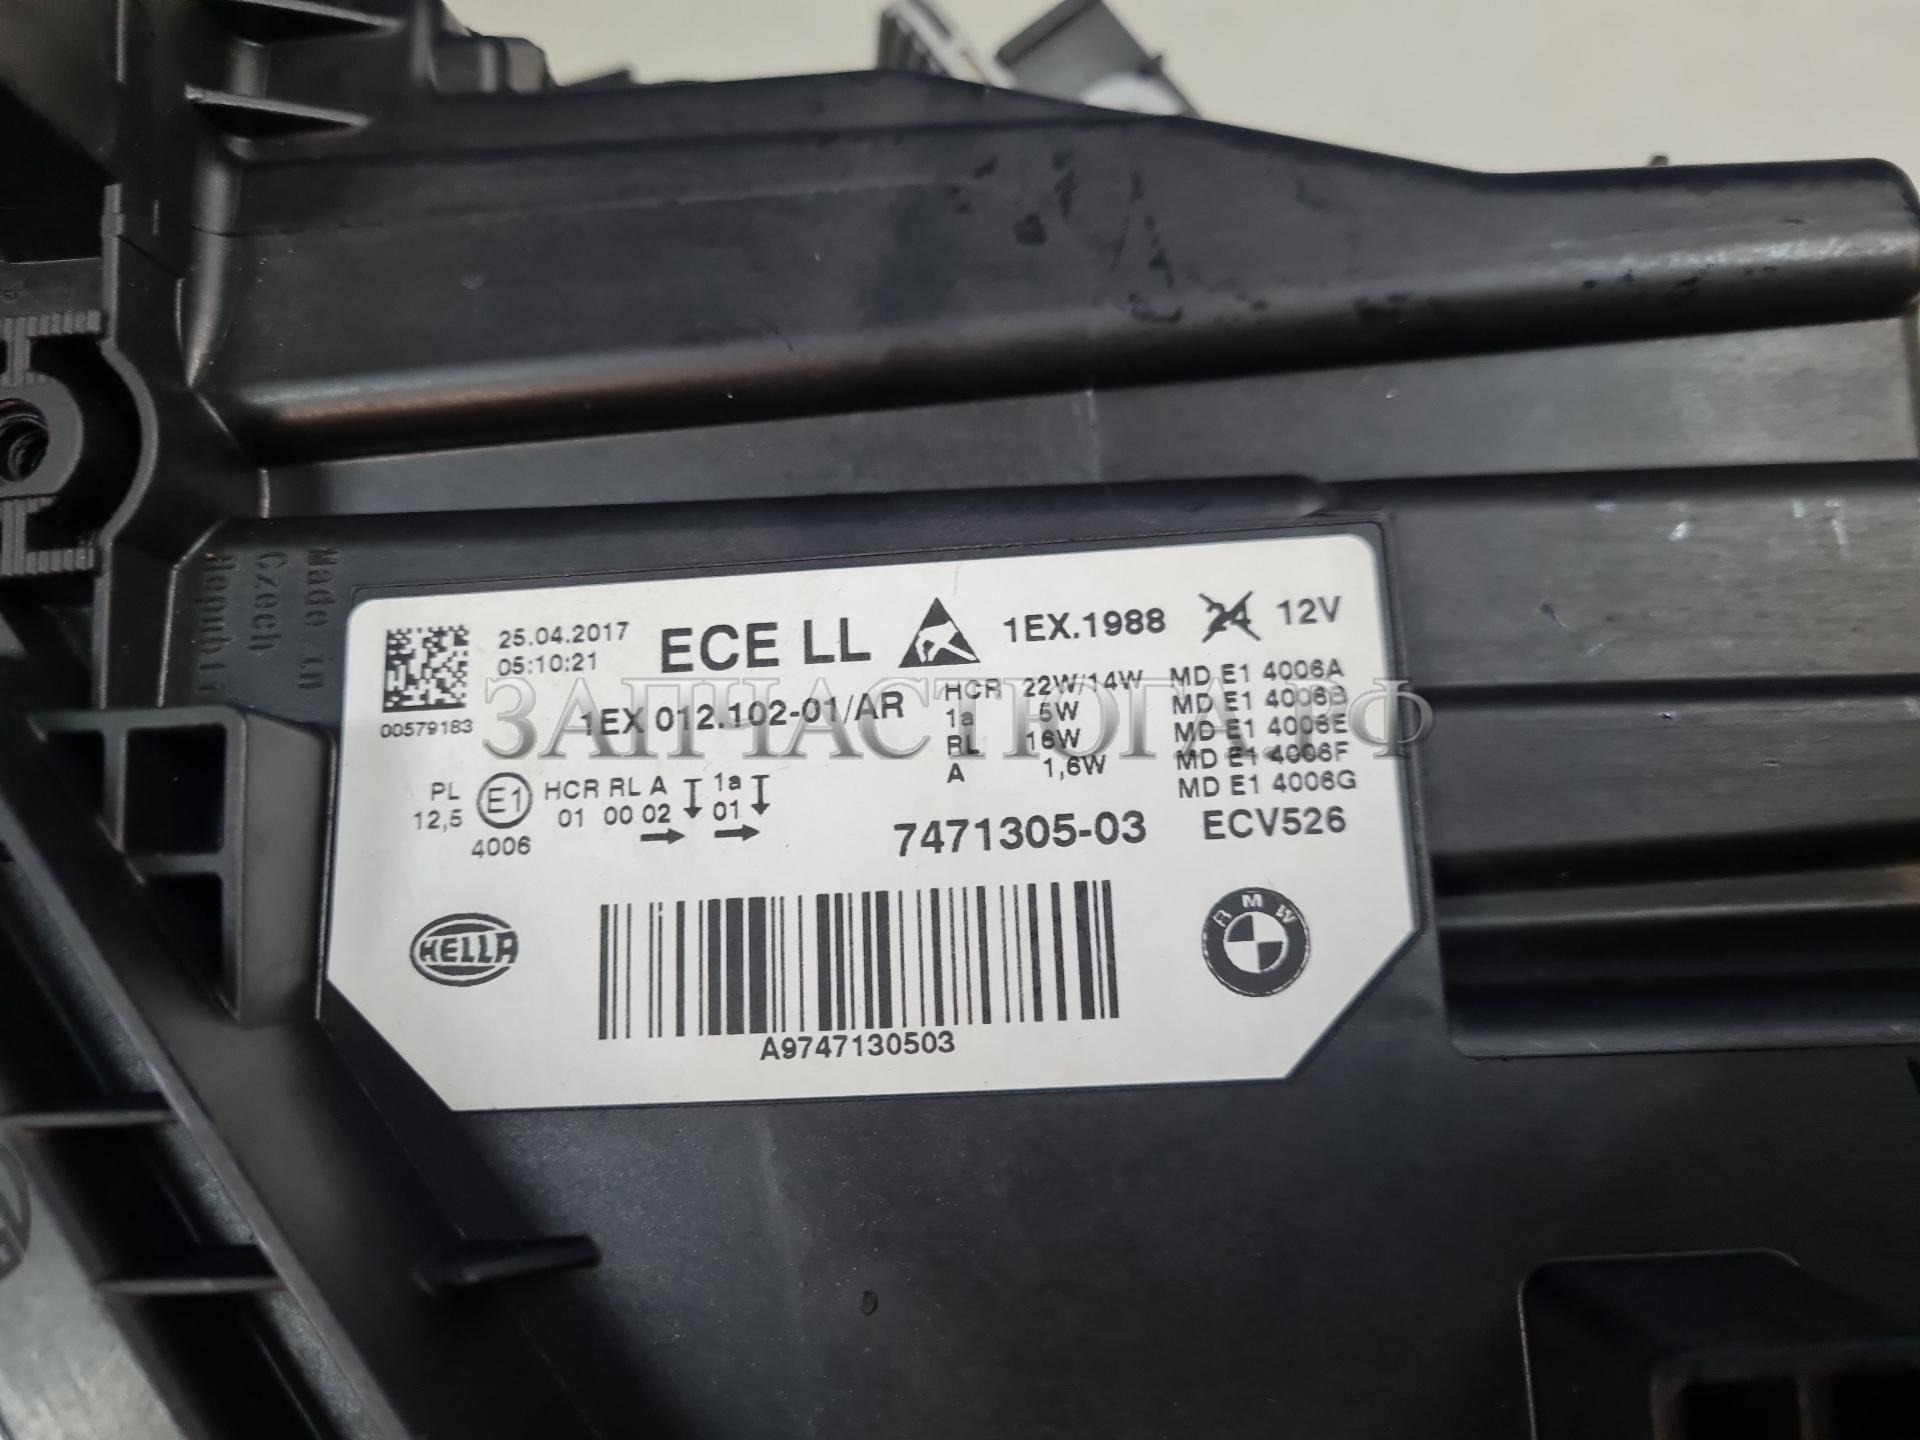 Made in
Czech
Republic
25.04.2017
05:10:21
ECE LL
1EX.1988
24 12V
00579183
1EX 012.102-01/AR
HCR 22W/14W
1a 5W
RL 16W
A 1,6W
MD E1 4006A
MD E1 4006B
MD E1 4006E
MD E1 4006F
MD E1 4006G
ЗАПЧАСТЮГА.РФ
PL
12,5
E1
4006
HCR RL A 1a
01 00 02 01
7471305-03
ECV526
HELLA
BMW
A9747130503